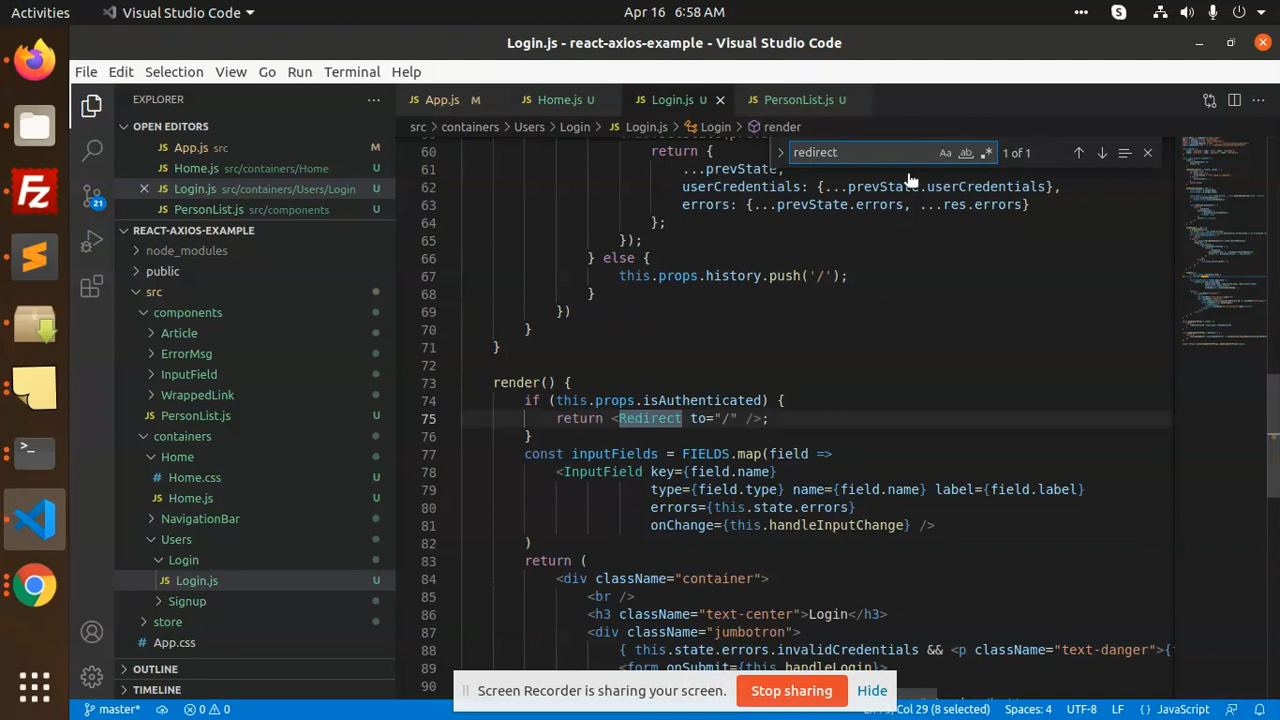 Activities
Visual Studio Code
Apr 16 6:58 AM
Login.js - react-axios-example - Visual Studio Code
File Edit Selection View Go Run Terminal Help
EXPLORER
OPEN EDITORS
App.js src M
Home.js src/containers/Home U
Login.js src/containers/Users/Login U
PersonList.js src/components U
REACT-AXIOS-EXAMPLE
node_modules
public
src
components
Article
ErrorMsg
InputField
WrappedLink
PersonList.js U
containers
Home
Home.css U
Home.js U
NavigationBar
Users
Login
Login.js U
Signup
store
App.css U
OUTLINE
TIMELINE
21
App.js M
Home.js U
Login.js U
PersonList.js U
src > containers > Users > Login > Login.js > Login > render
redirect
Aa ab 1 of 1
60 return {
61 ...prevState,
62 userCredentials: {...prevState.userCredentials},
63 errors: {...prevState.errors, ...res.errors}
64 };
65 });
66 } else {
67 this.props.history.push('/');
68 }
69 })
70 }
71 }
72
73 render() {
74 if (this.props.isAuthenticated) {
75 return <Redirect to="/" />;
76 }
77 const inputFields = FIELDS.map(field =>
78 <InputField key={field.name}
79 type={field.type} name={field.name} label={field.label}
80 errors={this.state.errors}
81 onChange={this.handleInputChange} />
82 )
83 return (
84 <div className="container">
85 <br />
86 <h3 className="text-center">Login</h3>
87 <div className="jumbotron">
88 { this.state.errors.invalidCredentials && <p className="text-danger">{
89 <form onSubmit={this.handleLogin}>
90
Screen Recorder is sharing your screen.
Stop sharing
Hide
master*
0 0
Col 29 (8 selected)
Spaces: 4
UTF-8
LF
{} JavaScript